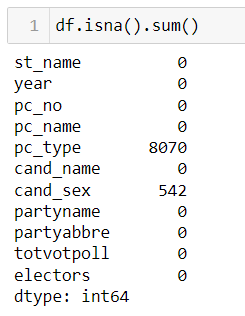 1 df.isna().sum()
st_name 0
year 0
pc_no 0
pc_name 0
pc_type 8070
cand_name 0
cand_sex 542
partyname 0
partyabbre 0
totvotpoll 0
electors 0
dtype: int64